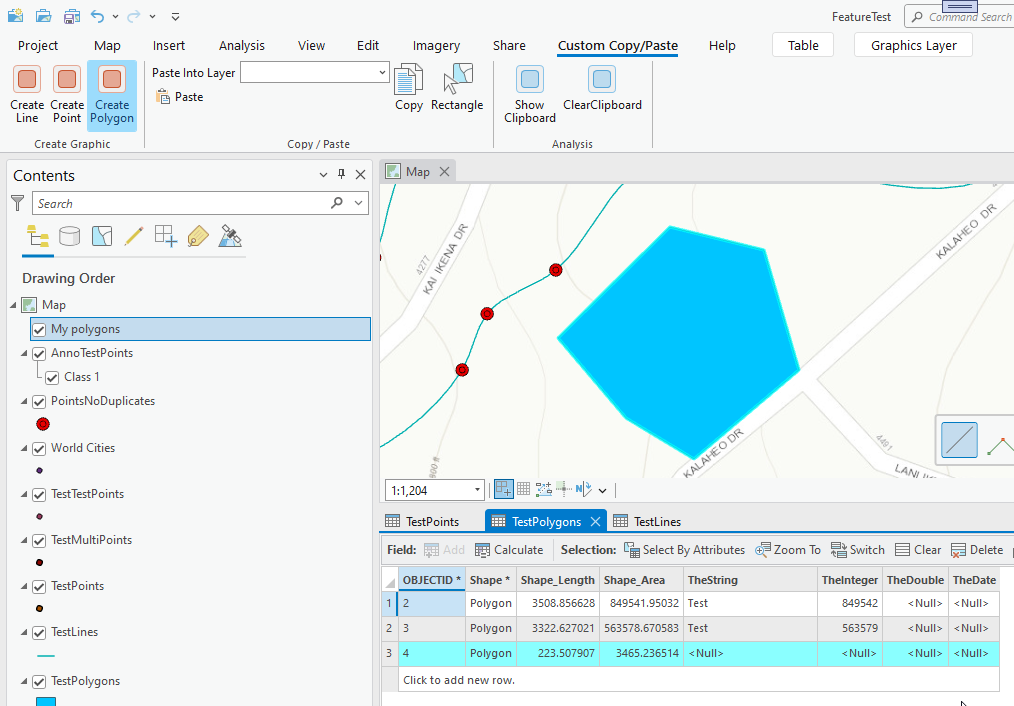 FeatureTest
Command Search
Project Map Insert Analysis View Edit Imagery Share Custom Copy/Paste Help Table Graphics Layer
Create Line
Create Point
Create Polygon
Create Graphic
Paste Into Layer
Paste
Copy
Rectangle
Copy / Paste
Show Clipboard
ClearClipboard
Analysis
Contents
Search
Drawing Order
Map
My polygons
AnnoTestPoints
Class 1
PointsNoDuplicates
World Cities
TestTestPoints
TestMultiPoints
TestPoints
TestLines
TestPolygons
Map
4277
KAI IKENA DR
KALAHEO DR
KALAHEO DR
800 ft
4491
LANI
1:1,204
TestPoints TestPolygons TestLines
Field: Add Calculate Selection: Select By Attributes Zoom To Switch Clear Delete
OBJECTID * Shape * Shape_Length Shape_Area TheString TheInteger TheDouble TheDate
1 2 Polygon 3508.856628 849541.95032 Test 849542 <Null> <Null>
2 3 Polygon 3322.627021 563578.670583 Test 563579 <Null> <Null>
3 4 Polygon 223.507907 3465.236514 <Null> <Null> <Null> <Null>
Click to add new row.